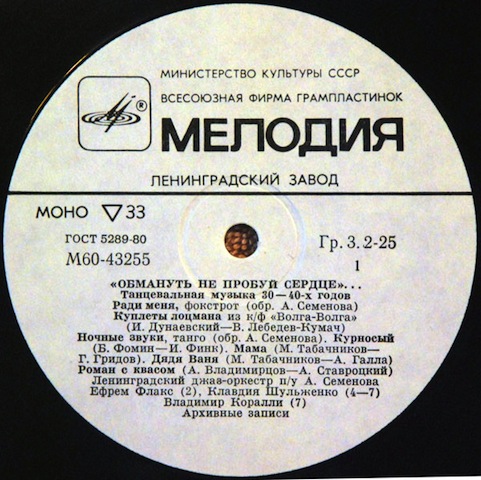 ®
МИНИСТЕРСТВО КУЛЬТУРЫ СССР
ВСЕСОЮЗНАЯ ФИРМА ГРАМПЛАСТИНОК
МЕЛОДИЯ
ЛЕНИНГРАДСКИЙ ЗАВОД
МОНО ▽ 33
ГОСТ 5289-80
М60-43255
Гр. 3. 2-25
1
«ОБМАНУТЬ НЕ ПРОБУЙ СЕРДЦЕ»...
Танцевальная музыка 30—40-х годов
Ради меня, фокстрот (обр. А. Семенова)
Куплеты лоцмана из к/ф «Волга-Волга»
(И. Дунаевский—В. Лебедев-Кумач)
Ночные звуки, танго (обр. А. Семенова). Курносый
(Б. Фомин—И. Финк). Мама (М. Табачников—
Г. Гридов). Дядя Ваня (М. Табачников—А. Галла)
Роман с квасом (А. Владимирцов—А. Ставроцкий)
Ленинградский джаз-оркестр п/у А. Семенова
Ефрем Флакс (2), Клавдия Шульженко (4—7)
Владимир Коралли (7)
Архивные записи